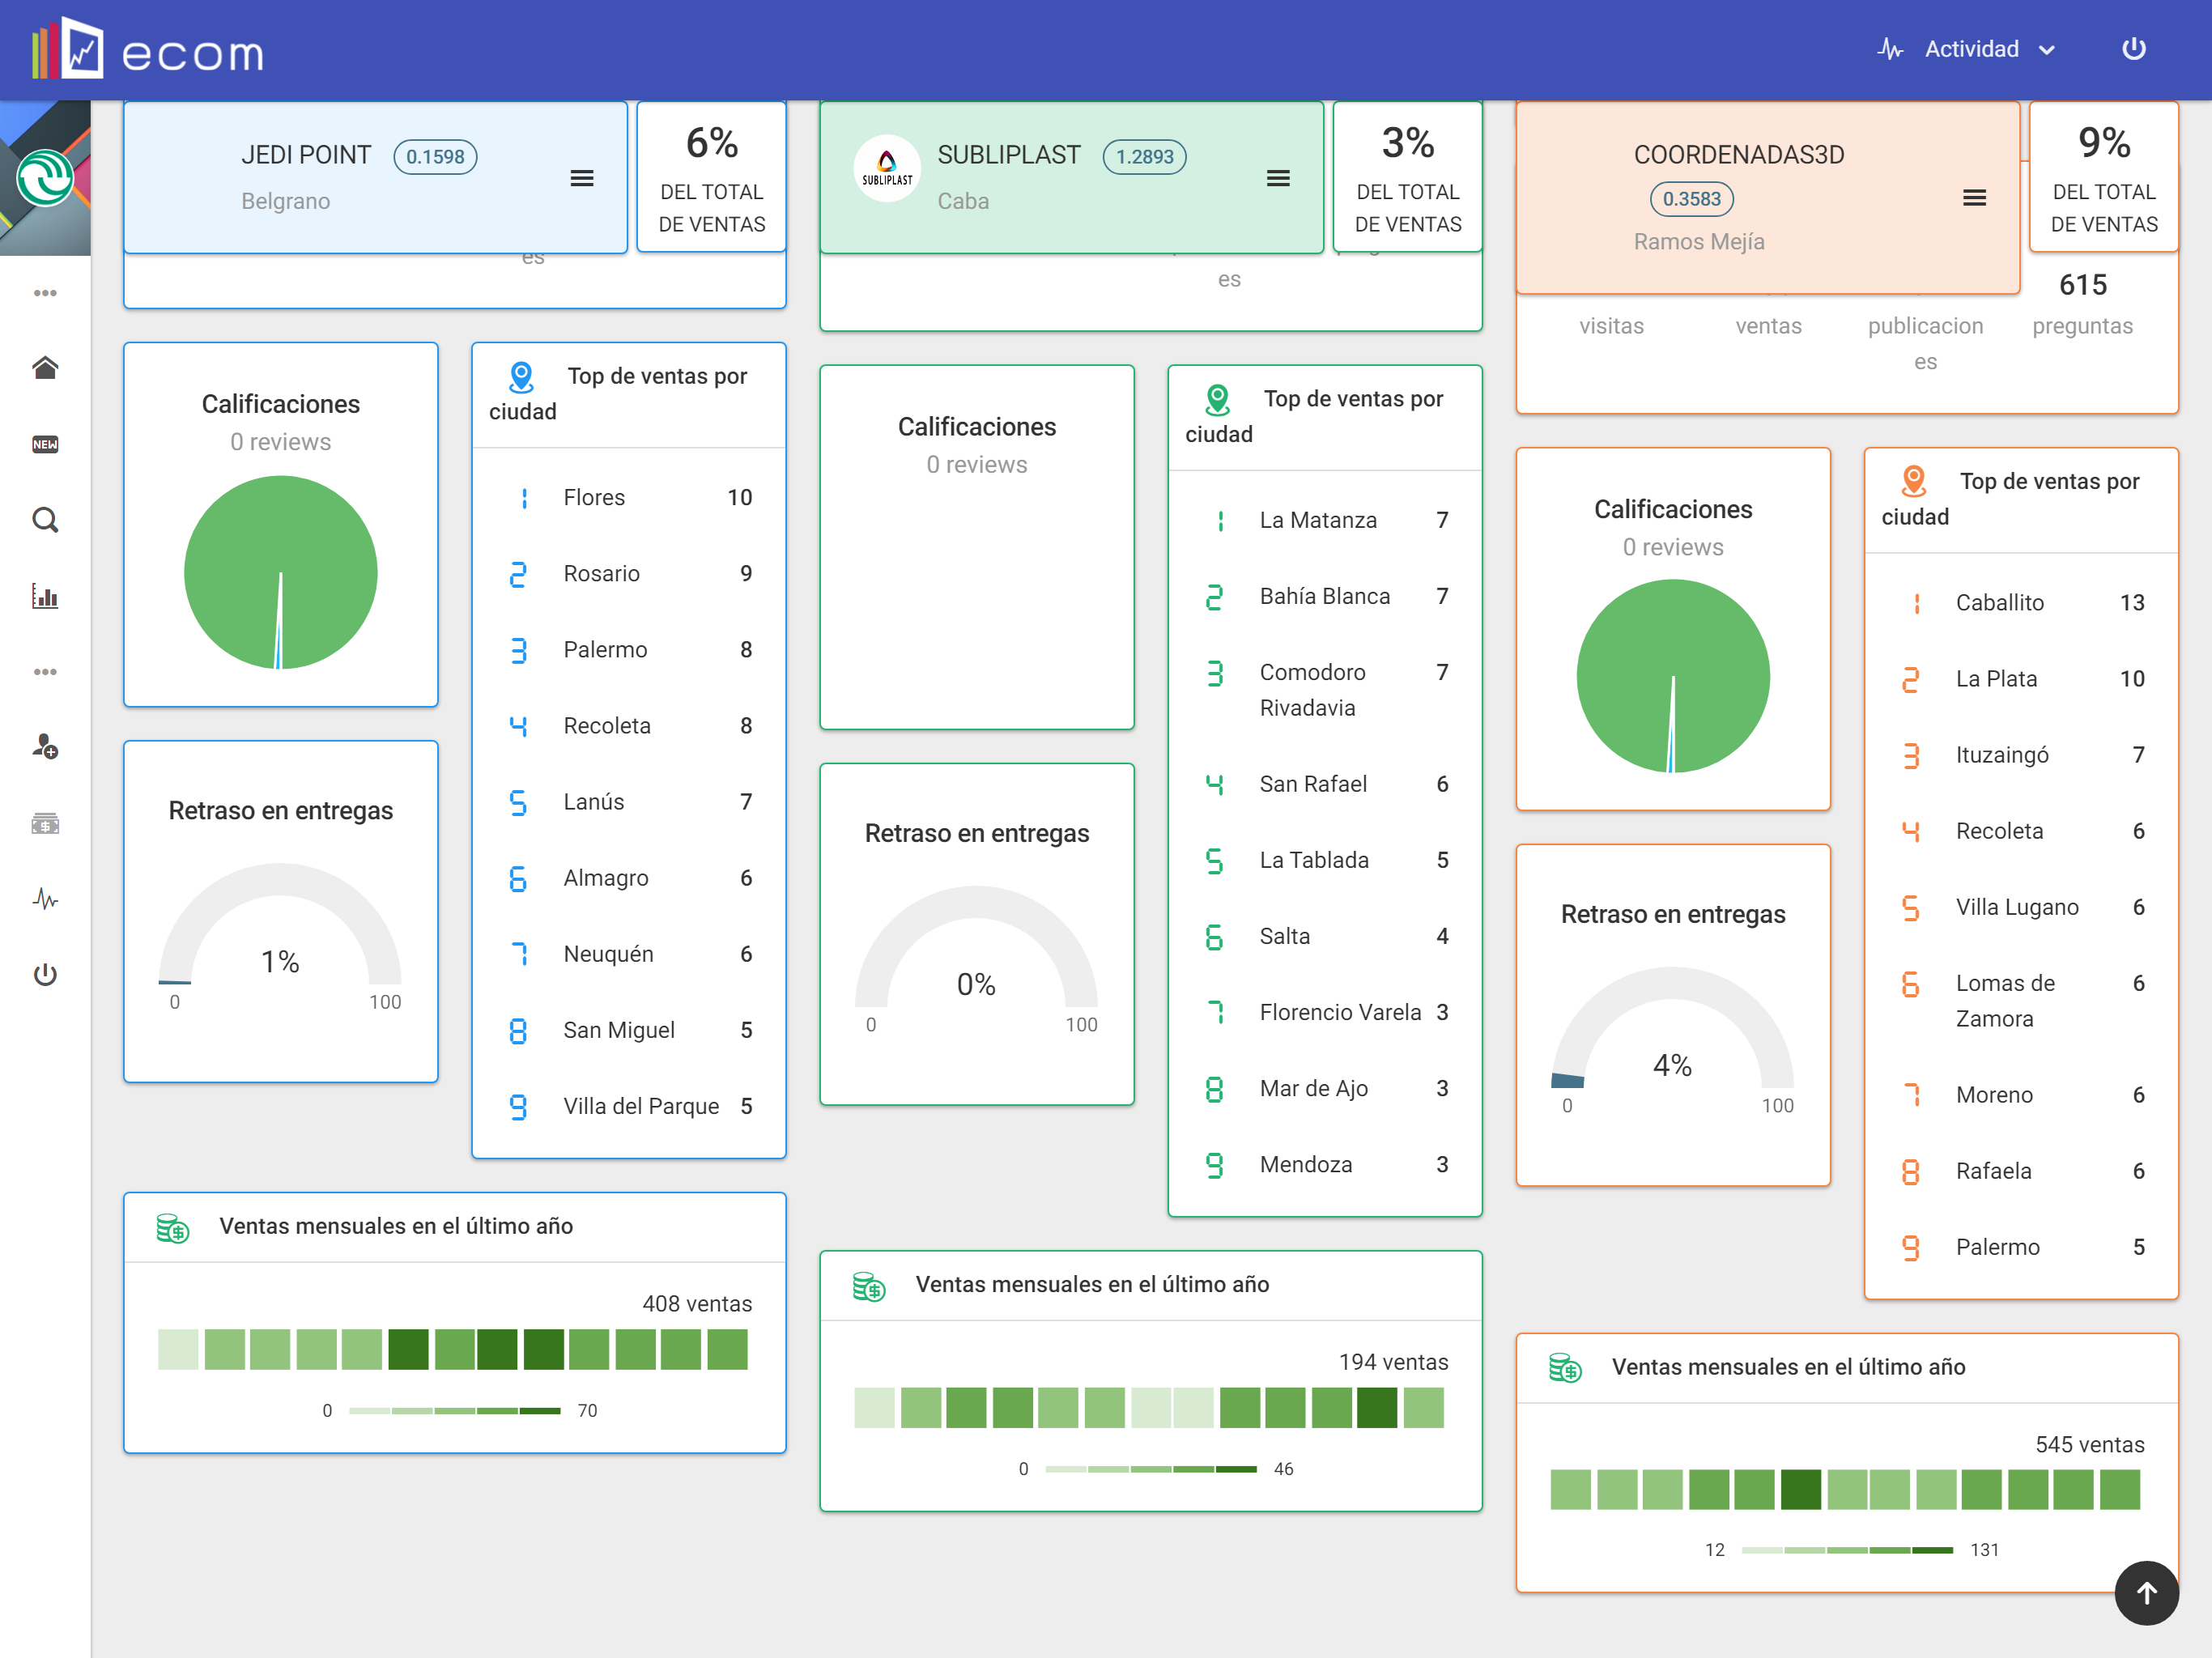 ecom
Actividad
NEW
JEDI POINT 0.1598
Belgrano
6%
DEL TOTAL
DE VENTAS
es
Calificaciones
0 reviews
Top de ventas por
ciudad
1 Flores 10
2 Rosario 9
3 Palermo 8
4 Recoleta 8
5 Lanús 7
6 Almagro 6
7 Neuquén 6
8 San Miguel 5
9 Villa del Parque 5
Retraso en entregas
1%
0 100
Ventas mensuales en el último año
408 ventas
0 70
SUBLIPLAST
SUBLIPLAST 1.2893
Caba
3%
DEL TOTAL
DE VENTAS
es
Calificaciones
0 reviews
Top de ventas por
ciudad
1 La Matanza 7
2 Bahía Blanca 7
3 Comodoro 7
Rivadavia
4 San Rafael 6
5 La Tablada 5
6 Salta 4
7 Florencio Varela 3
8 Mar de Ajo 3
9 Mendoza 3
Retraso en entregas
0%
0 100
Ventas mensuales en el último año
194 ventas
0 46
COORDENADAS3D
0.3583
Ramos Mejía
9%
DEL TOTAL
DE VENTAS
615
visitas ventas publicacion preguntas
es
Calificaciones
0 reviews
Top de ventas por
ciudad
1 Caballito 13
2 La Plata 10
3 Ituzaingó 7
4 Recoleta 6
5 Villa Lugano 6
6 Lomas de 6
Zamora
7 Moreno 6
8 Rafaela 6
9 Palermo 5
Retraso en entregas
4%
0 100
Ventas mensuales en el último año
545 ventas
12 131